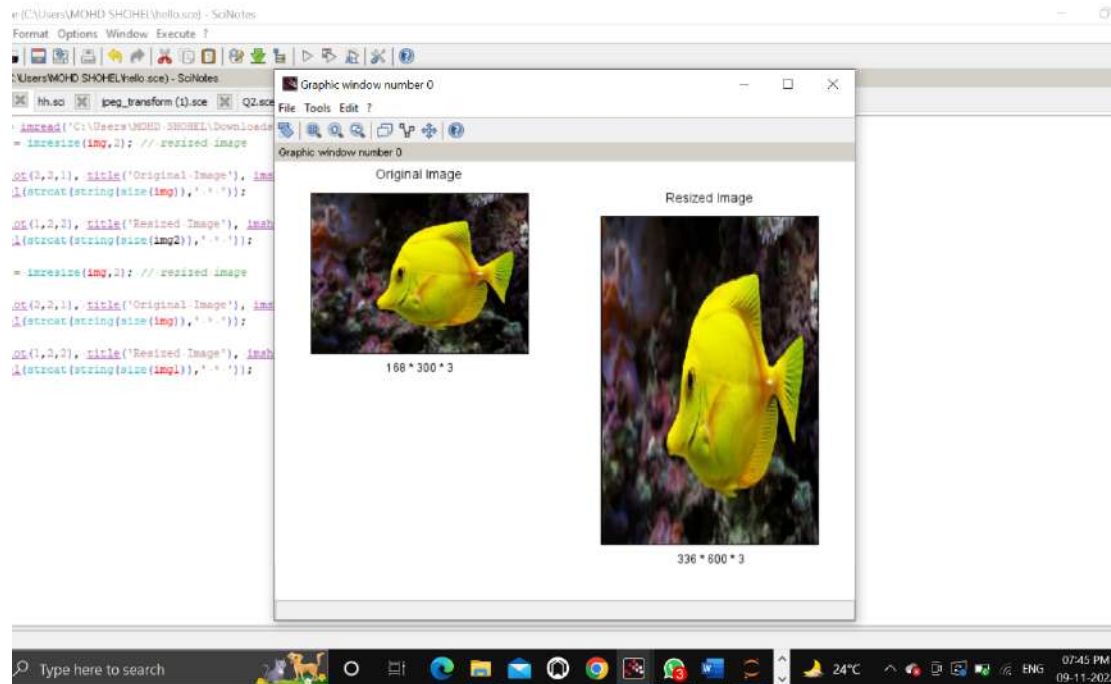 e (C:\Users\MOHD SHOHEL\hello.sce) - SciNotes
Format Options Window Execute ?
C:\Users\MOHD SHOHEL\hello.sce) - SciNotes
hh.sci jpeg_transform (1).sce Q2.sce
= imread('C:\Users\MOHD SHOHEL\Downloads
= imresize(img,2); // resized image
ot(2,2,1), title('Original Image'), ims
l(strcat(string(size(img)),' * '));
ot(1,2,2), title('Resized Image'), imsh
l(strcat(string(size(img2)),' * '));
= imresize(img,2); // resized image
ot(2,2,1), title('Original Image'), ims
l(strcat(string(size(img)),' * '));
ot(1,2,2), title('Resized Image'), imsh
l(strcat(string(size(img1)),' * '));
Graphic window number 0
File Tools Edit ?
Graphic window number 0
Original Image
168 * 300 * 3
Resized Image
336 * 600 * 3
Type here to search
3
24°C
ENG
07:45 PM
09-11-202